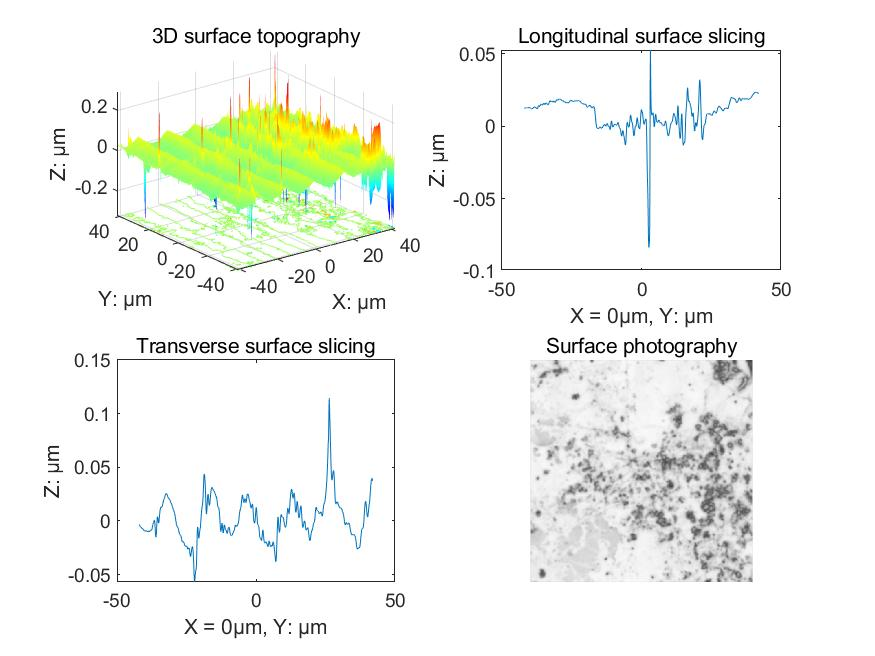 3D surface topography
0.2
0
-0.2
Z: μm
40
20
0
-20
-40
Y: μm
-40
-20
0
20
40
X: μm
Longitudinal surface slicing
0.05
0
-0.05
-0.1
Z: μm
-50
0
50
X = 0μm, Y: μm
Transverse surface slicing
0.15
0.1
0.05
0
-0.05
Z: μm
-50
0
50
X = 0μm, Y: μm
Surface photography